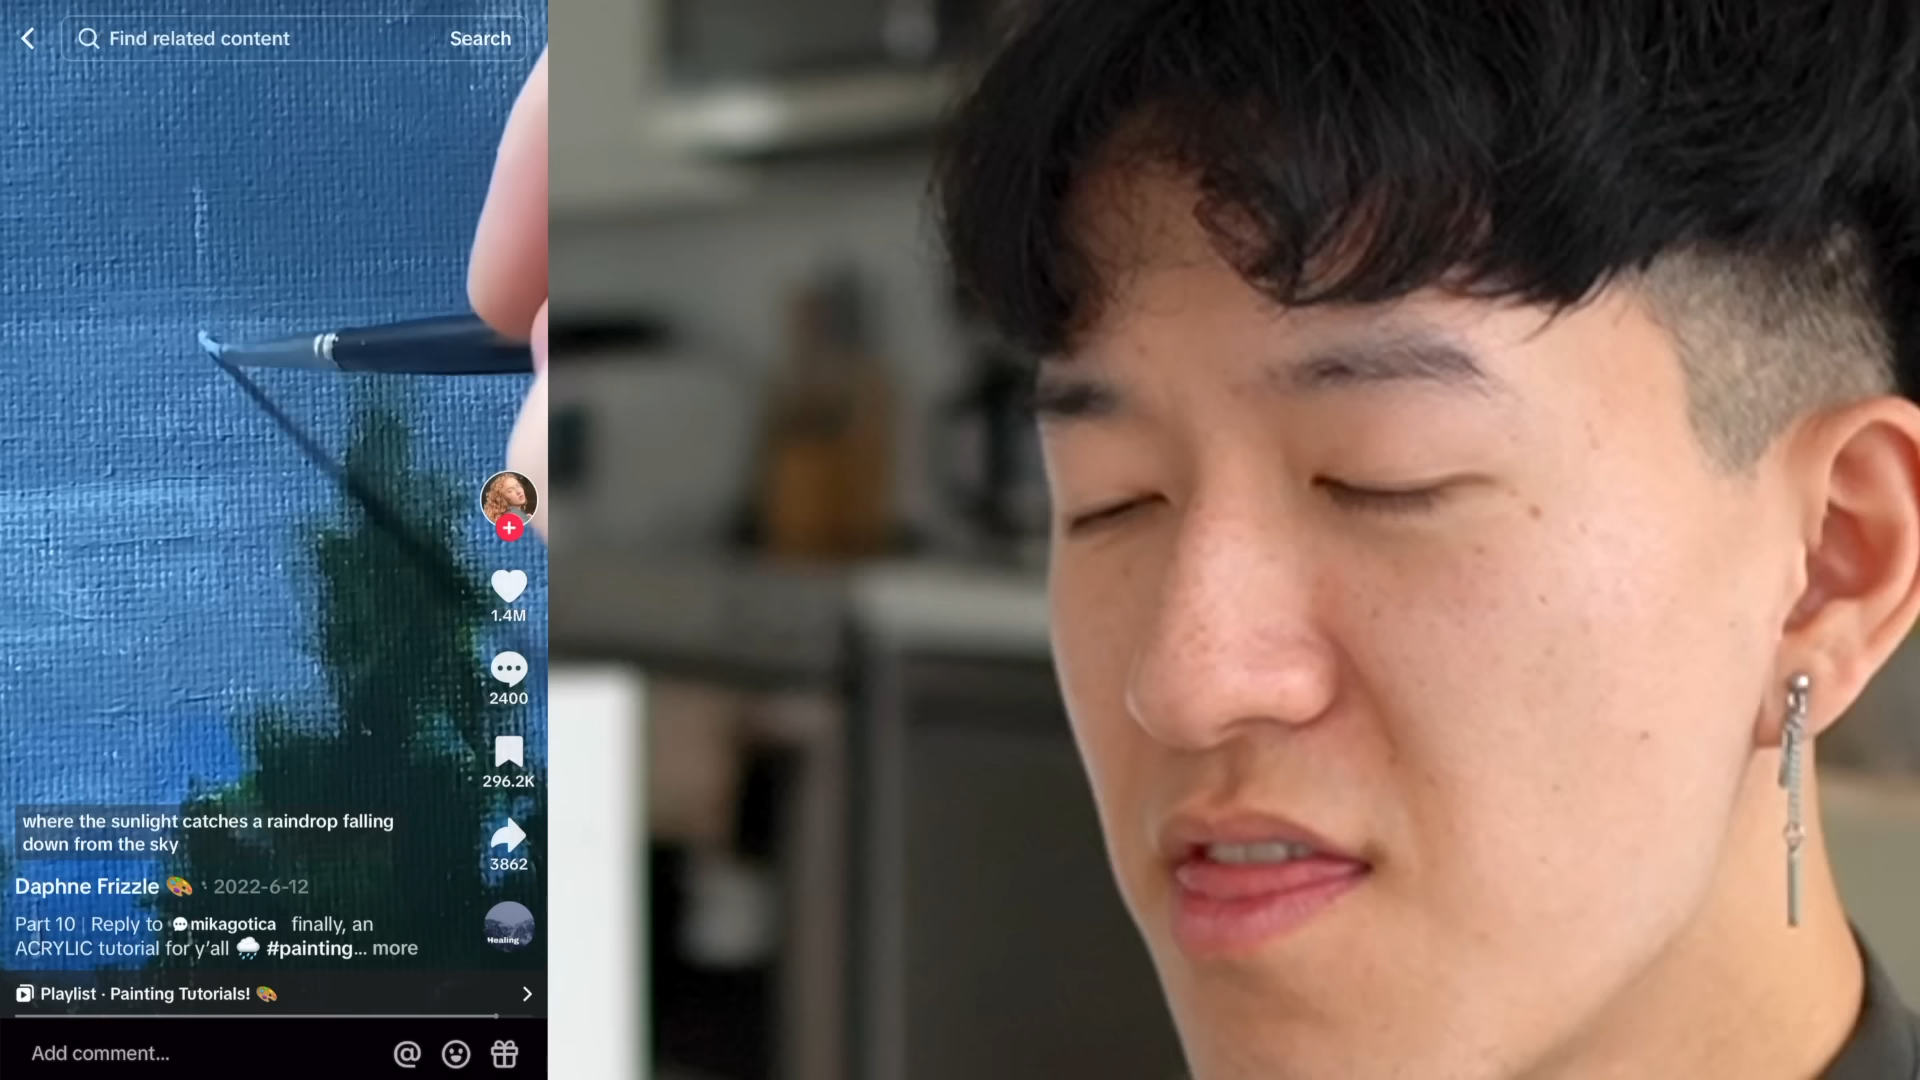 Find related content
Search
1.4M
2400
296.2K
3862
where the sunlight catches a raindrop falling
down from the sky
Daphne Frizzle 🎨 · 2022-6-12
Part 10 | Reply to 💬mikagotica finally, an
ACRYLIC tutorial for y'all 🌧️ #painting... more
Healing
Playlist · Painting Tutorials! 🎨
Add comment...